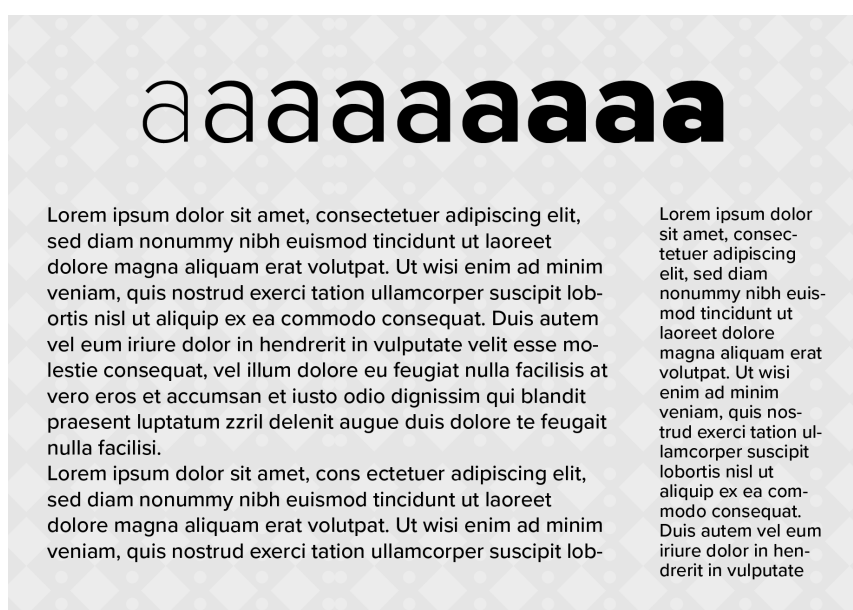 aaaaaaaaa
Lorem ipsum dolor sit amet, consectetuer adipiscing elit,
sed diam nonummy nibh euismod tincidunt ut laoreet
dolore magna aliquam erat volutpat. Ut wisi enim ad minim
veniam, quis nostrud exerci tation ullamcorper suscipit lob-
ortis nisl ut aliquip ex ea commodo consequat. Duis autem
vel eum iriure dolor in hendrerit in vulputate velit esse mo-
lestie consequat, vel illum dolore eu feugiat nulla facilisis at
vero eros et accumsan et iusto odio dignissim qui blandit
praesent luptatum zzril delenit augue duis dolore te feugait
nulla facilisi.
Lorem ipsum dolor sit amet, cons ectetuer adipiscing elit,
sed diam nonummy nibh euismod tincidunt ut laoreet
dolore magna aliquam erat volutpat. Ut wisi enim ad minim
veniam, quis nostrud exerci tation ullamcorper suscipit lob-
Lorem ipsum dolor
sit amet, consec-
tetuer adipiscing
elit, sed diam
nonummy nibh euis-
mod tincidunt ut
laoreet dolore
magna aliquam erat
volutpat. Ut wisi
enim ad minim
veniam, quis nos-
trud exerci tation ul-
lamcorper suscipit
lobortis nisl ut
aliquip ex ea com-
modo consequat.
Duis autem vel eum
iriure dolor in hen-
drerit in vulputate